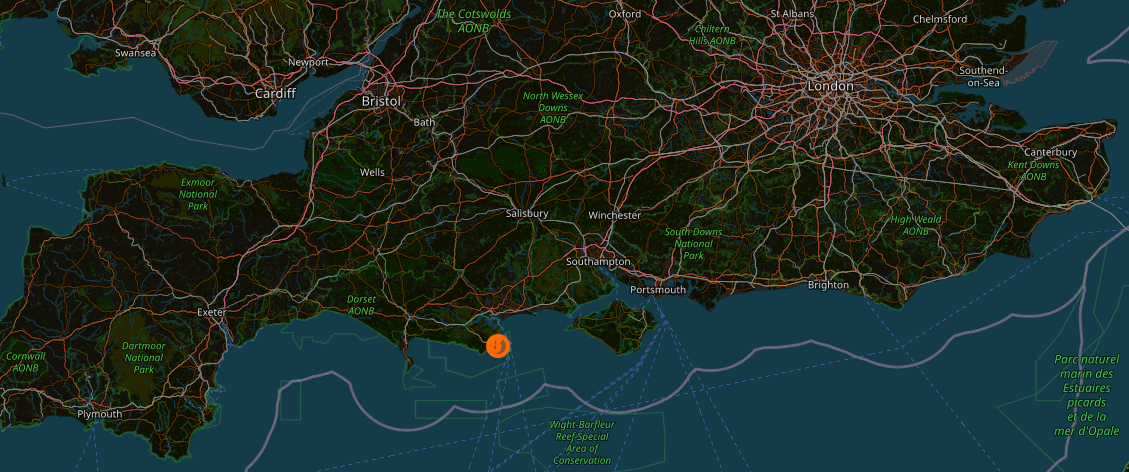 The Cotswolds
AONB
Oxford
St Albans
Chelmsford
Swansea
Chiltern
Hills AONB
Newport
Southend-
on-Sea
Cardiff
Bristol
London
North Wessex
Downs
AONB
Bath
Canterbury
Kent Downs
AONB
Wells
Exmoor
National
Park
Salisbury
Winchester
High Weald
AONB
South Downs
National
Park
Southampton
Portsmouth
Brighton
Dorset
AONB
Exeter
Dartmoor
National
Park
Cornwall
AONB
Parc naturel
marin des
Estuaires
picards
et de la
mer d'Opale
Plymouth
Wight-Barfleur
Reef Special
Area of
Conservation